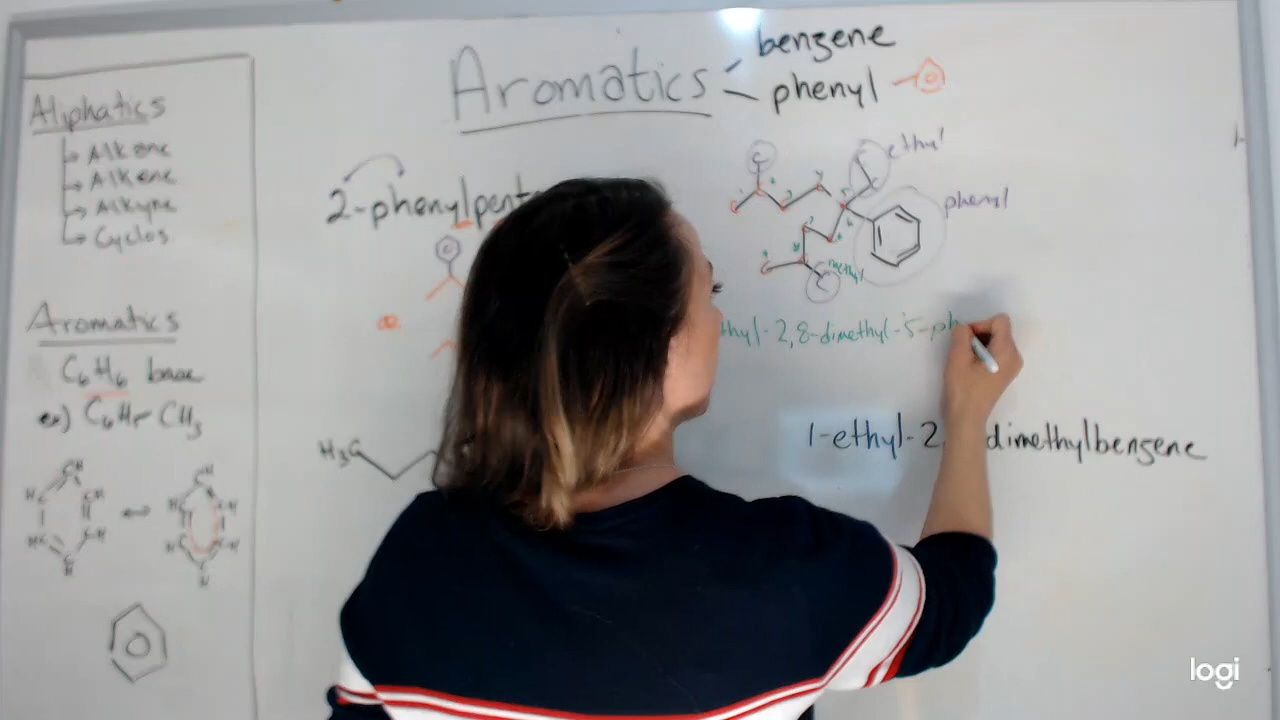 Aliphatics
Alkane
Alkene
Alkyne
Cyclos
Aromatics
C6H6 base
ex) C6H5- CH3
Aromatics
benzene
phenyl
2-phenylpent
H3C
ethyl
phenyl
methyl
thyl-2,8-dimethyl-5-ph
1-ethyl-2, dimethylbenzene
logi